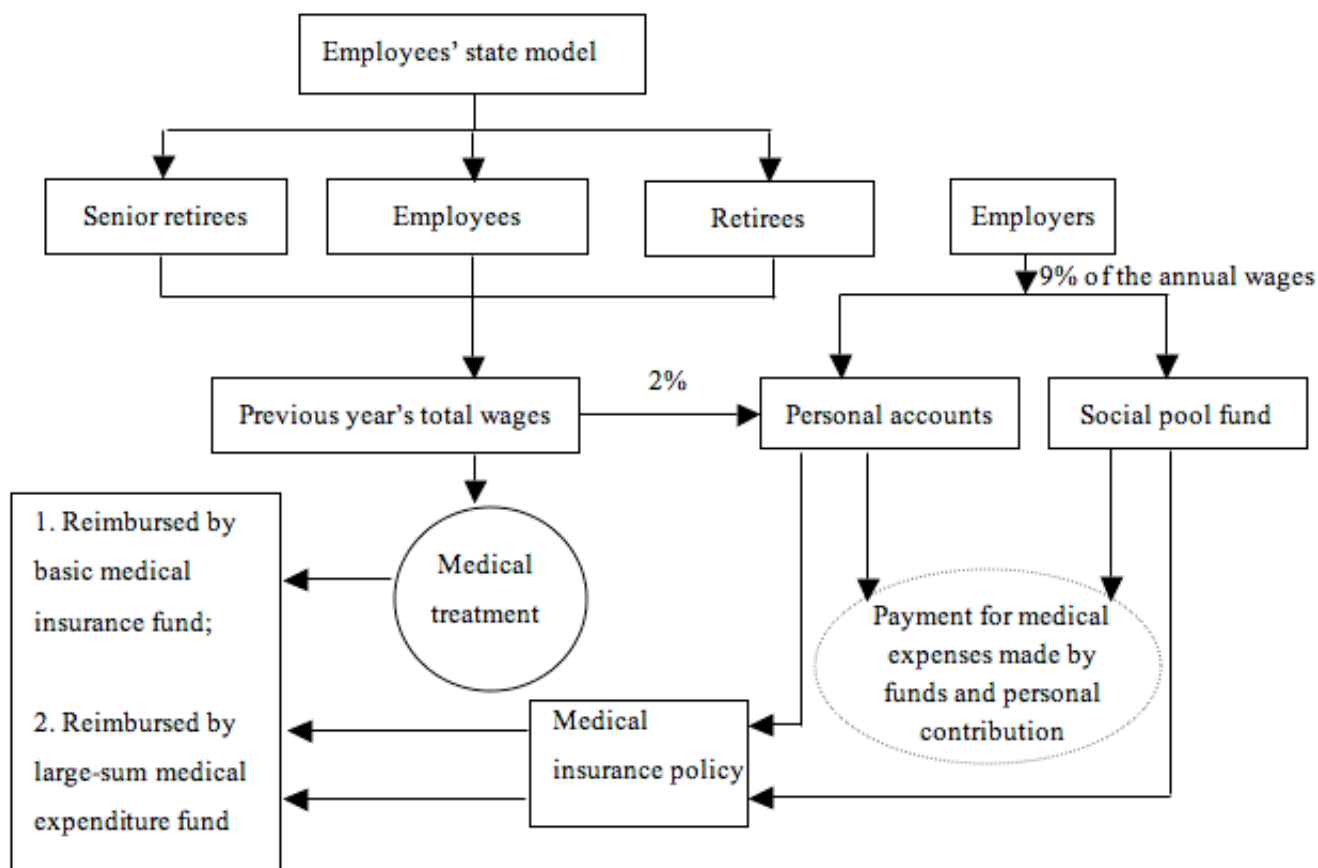 Employees’ state model
Senior retirees
Employees
Retirees
Employers
9% of the annual wages
2%
Previous year’s total wages
Personal accounts
Social pool fund
1. Reimbursed by
basic medical
insurance fund;
2. Reimbursed by
large-sum medical
expenditure fund
Medical
treatment
Medical
insurance policy
Payment for medical
expenses made by
funds and personal
contribution